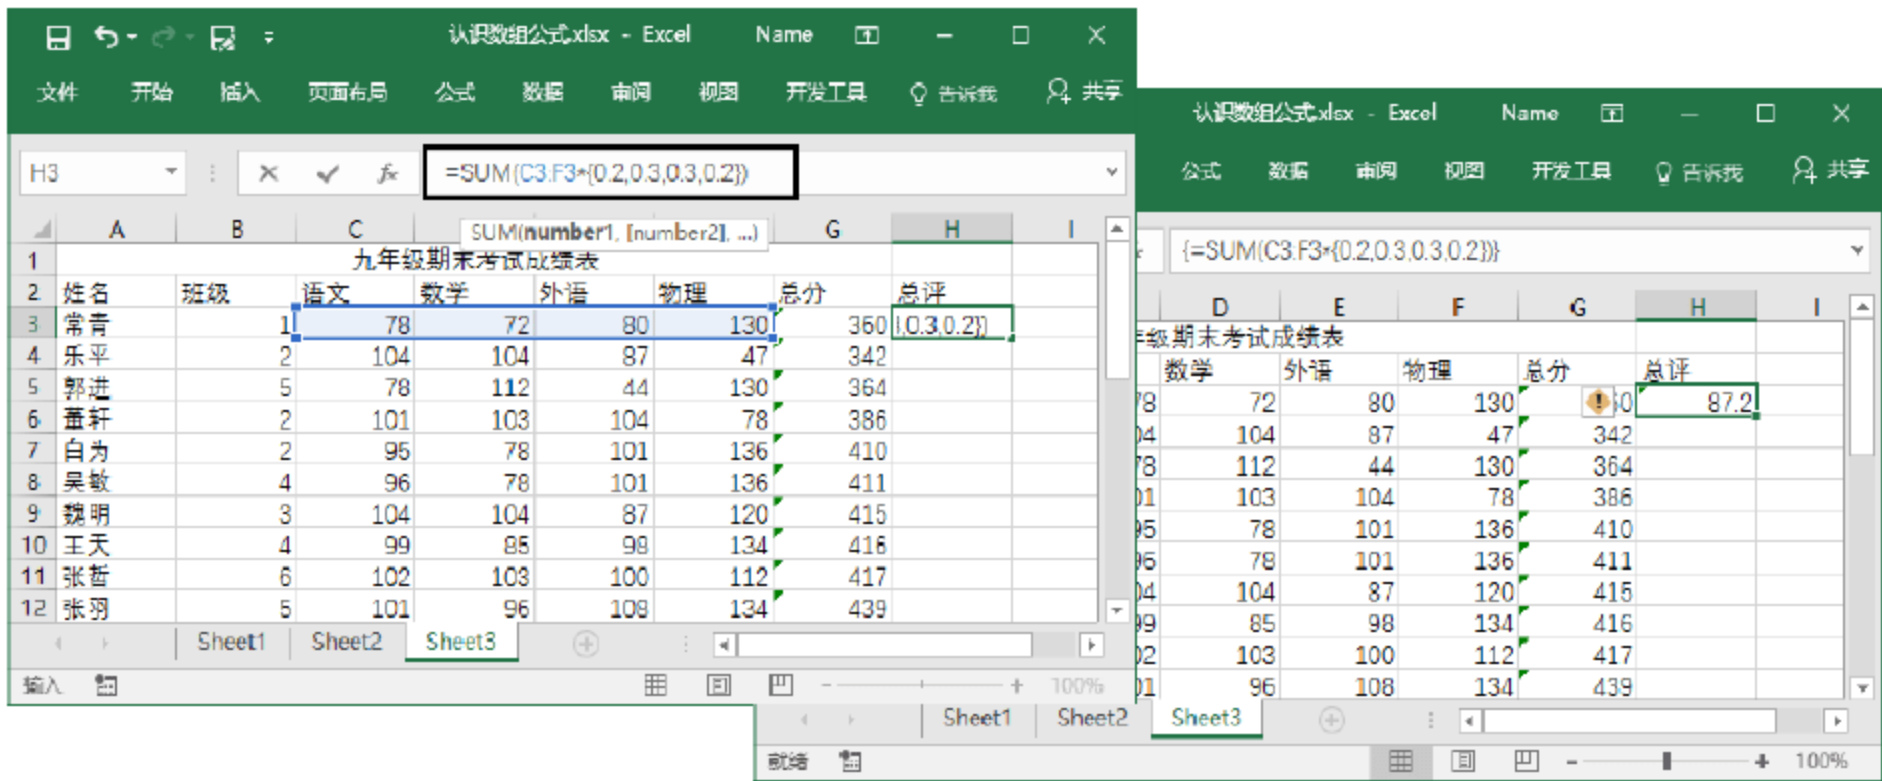 认识数组公式.xlsx - Excel Name
文件 开始 插入 页面布局 公式 数据 审阅 视图 开发工具 告诉我 共享
H3 fx =SUM(C3:F3*{0.2,0.3,0.3,0.2})
SUM(number1, [number2], ...)
A B C G H I
1 九年级期末考试成绩表
2 姓名 班级 语文 数学 外语 物理 总分 总评
3 常青 1 78 72 80 130 360 ,0.3,0.2})
4 乐平 2 104 104 87 47 342
5 郭进 5 78 112 44 130 364
6 董轩 2 101 103 104 78 386
7 白为 2 95 78 101 136 410
8 吴敏 4 96 78 101 136 411
9 魏明 3 104 104 87 120 415
10 王天 4 99 85 98 134 416
11 张哲 6 102 103 100 112 417
12 张羽 5 101 96 108 134 439
Sheet1 Sheet2 Sheet3
输入 100%
认识数组公式.xlsx - Excel Name
公式 数据 审阅 视图 开发工具 告诉我 共享
{=SUM(C3:F3*{0.2,0.3,0.3,0.2})}
D E F G H I
级期末考试成绩表
数学 外语 物理 总分 总评
78 72 80 130 60 87.2
04 104 87 47 342
78 112 44 130 364
01 103 104 78 386
95 78 101 136 410
96 78 101 136 411
04 104 87 120 415
99 85 98 134 416
02 103 100 112 417
01 96 108 134 439
Sheet1 Sheet2 Sheet3
就绪 100%